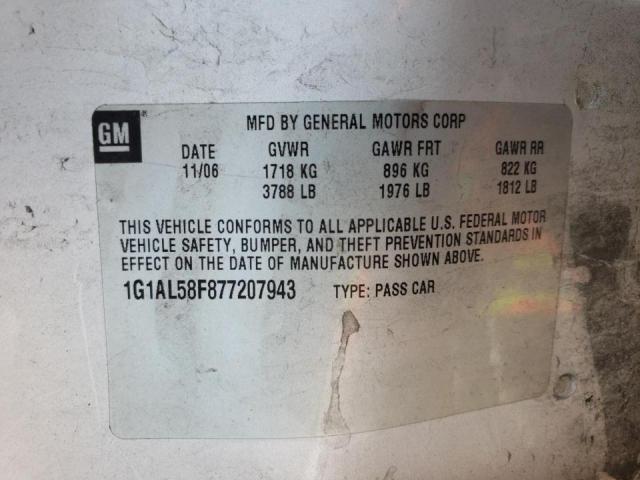 GM
MFD BY GENERAL MOTORS CORP
DATE GVWR GAWR FRT GAWR RR
11/06 1718 KG 896 KG 822 KG
3788 LB 1976 LB 1812 LB
THIS VEHICLE CONFORMS TO ALL APPLICABLE U.S. FEDERAL MOTOR
VEHICLE SAFETY, BUMPER, AND THEFT PREVENTION STANDARDS IN
EFFECT ON THE DATE OF MANUFACTURE SHOWN ABOVE.
1G1AL58F877207943 TYPE: PASS CAR